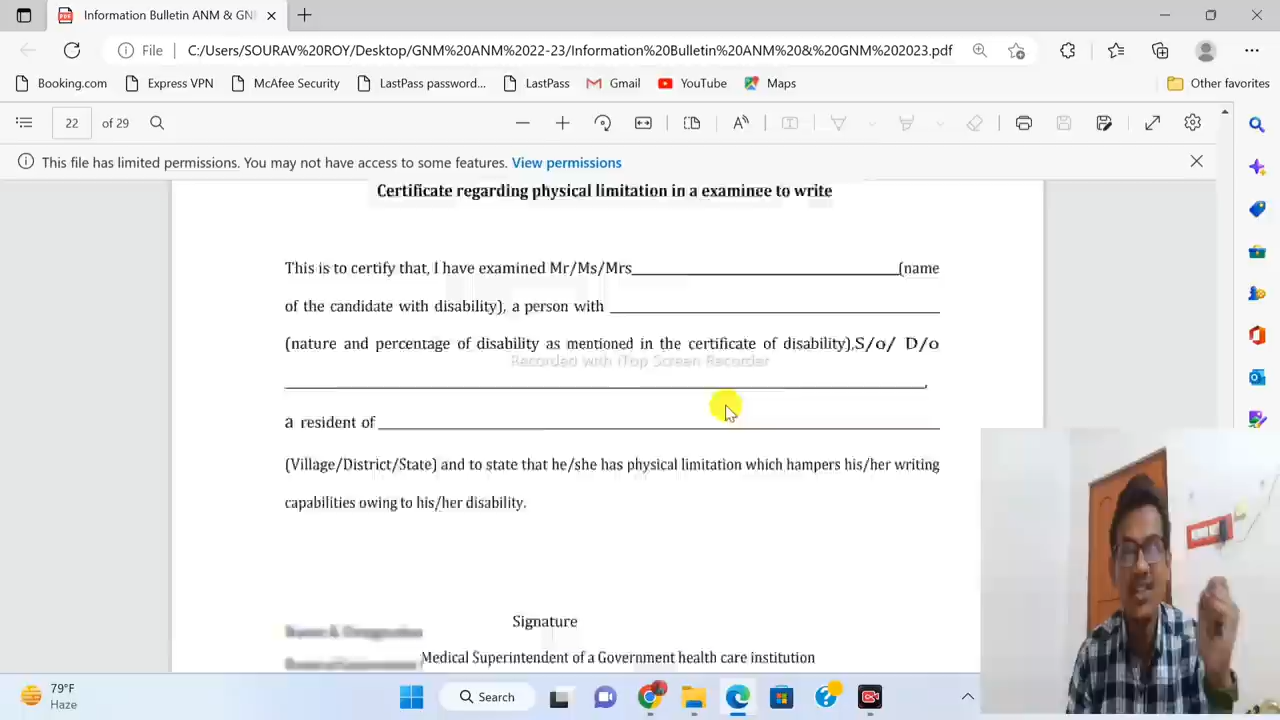 Information Bulletin ANM & GN
File
C:/Users/SOURAV%20ROY/Desktop/GNM%20ANM%2022-23/Information%20Bulletin%20ANM%20&%20GNM%202023.pdf
Booking.com
Express VPN
McAfee Security
LastPass password...
LastPass
Gmail
YouTube
Maps
Other favorites
22 of 29
This file has limited permissions. You may not have access to some features. View permissions
Certificate regarding physical limitation in a examinee to write
This is to certify that, I have examined Mr/Ms/Mrs (name
of the candidate with disability), a person with
(nature and percentage of disability as mentioned in the certificate of disability),S/o/ D/o
Recorded with iTop Screen Recorder
,
a resident of
(Village/District/State) and to state that he/she has physical limitation which hampers his/her writing
capabilities owing to his/her disability.
Signature
Name & Designation
Medical Superintendent of a Government health care institution
79°F
Haze
Search